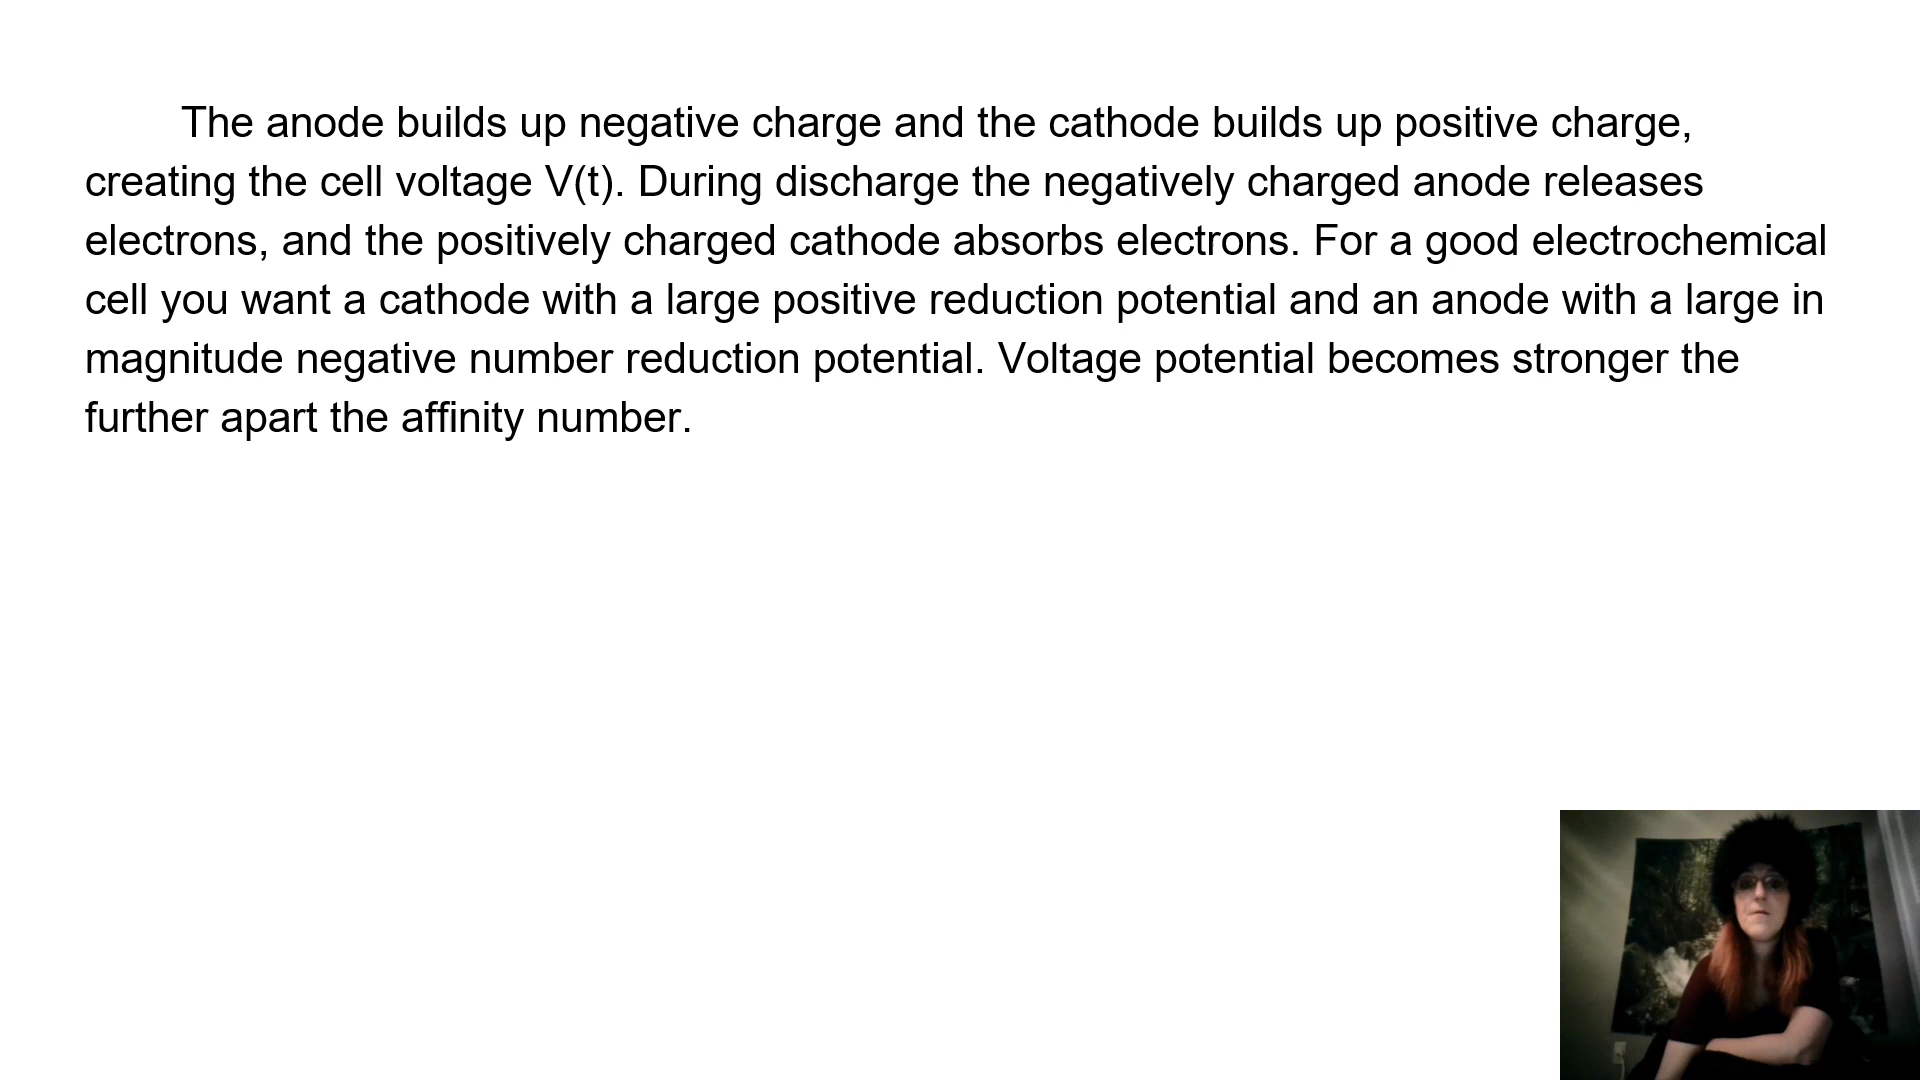 The anode builds up negative charge and the cathode builds up positive charge,
creating the cell voltage V(t). During discharge the negatively charged anode releases
electrons, and the positively charged cathode absorbs electrons. For a good electrochemical
cell you want a cathode with a large positive reduction potential and an anode with a large in
magnitude negative number reduction potential. Voltage potential becomes stronger the
further apart the affinity number.